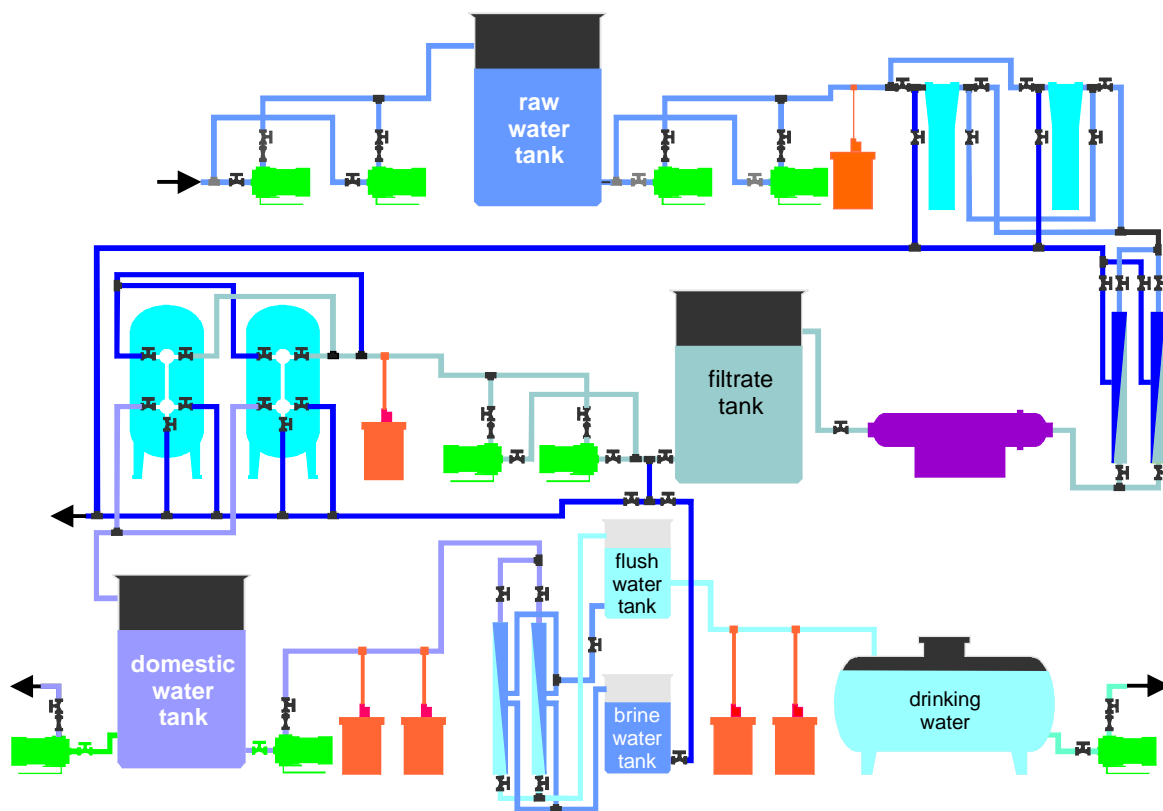 raw
water
tank
filtrate
tank
flush
water
tank
domestic
water
tank
brine
water
tank
drinking
water